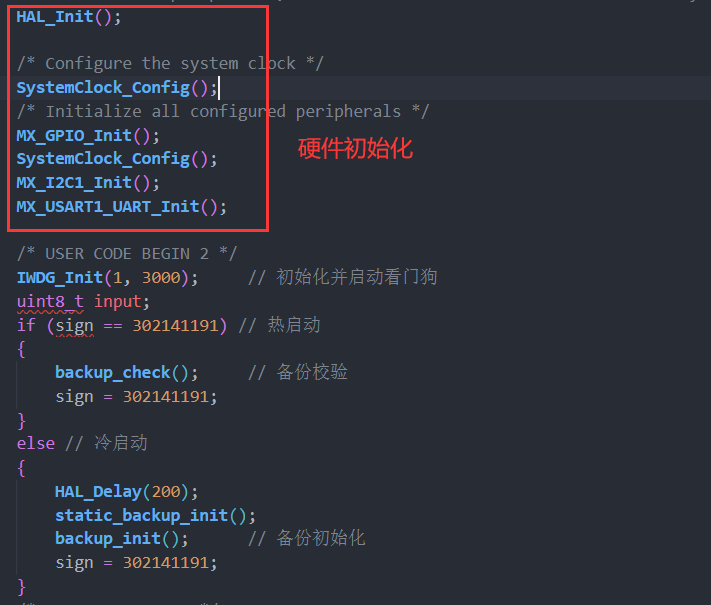 HAL_Init();
/* Configure the system clock */
SystemClock_Config();
/* Initialize all configured peripherals */
MX_GPIO_Init();
SystemClock_Config();
硬件初始化
MX_I2C1_Init();
MX_USART1_UART_Init();
/* USER CODE BEGIN 2 */
IWDG_Init(1, 3000);     // 初始化并启动看门狗
uint8_t input;
if (sign == 302141191) // 热启动
{
    backup_check();     // 备份校验
    sign = 302141191;
}
else // 冷启动
{
    HAL_Delay(200);
    static_backup_init();
    backup_init();      // 备份初始化
    sign = 302141191;
}